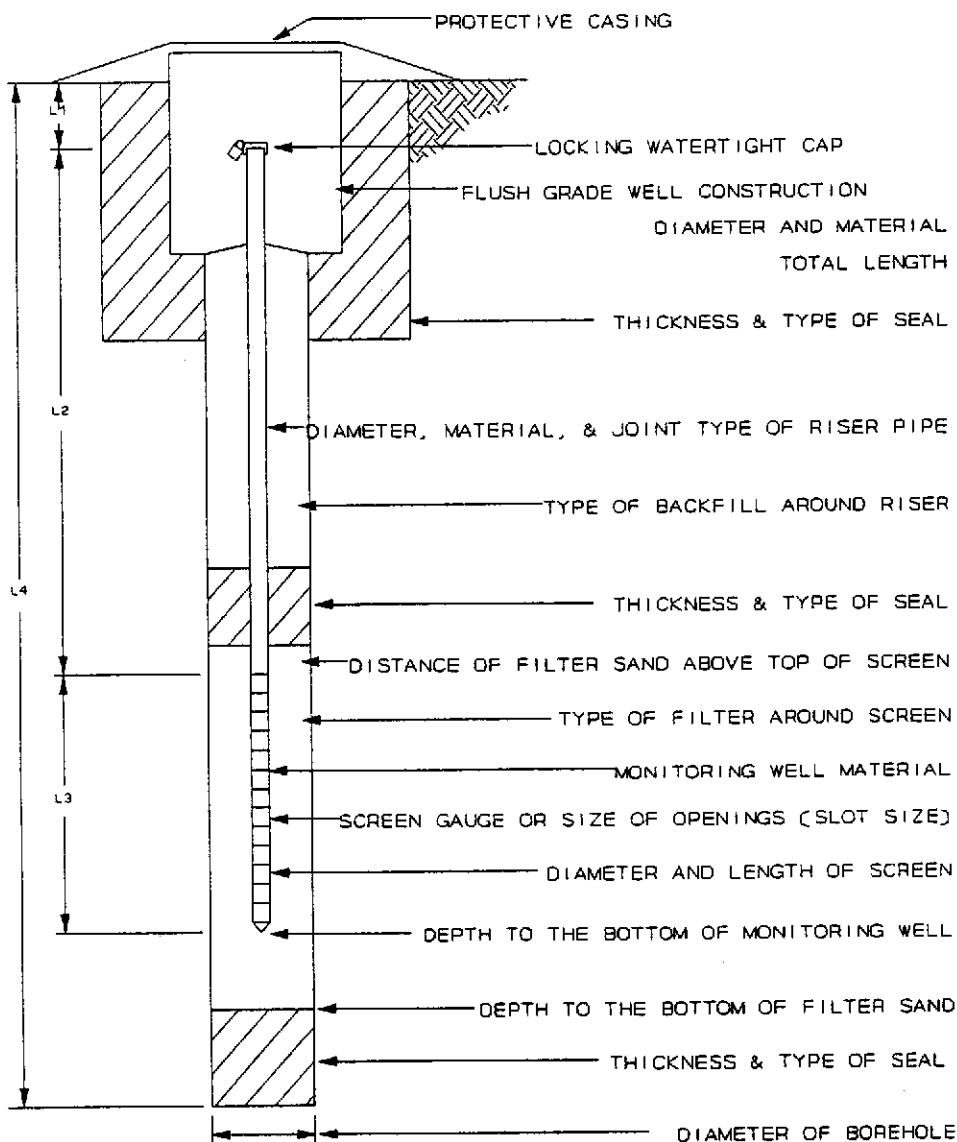 PROTECTIVE CASING
L1
LOCKING WATERTIGHT CAP
FLUSH GRADE WELL CONSTRUCTION
DIAMETER AND MATERIAL
TOTAL LENGTH
THICKNESS & TYPE OF SEAL
L2
DIAMETER, MATERIAL, & JOINT TYPE OF RISER PIPE
TYPE OF BACKFILL AROUND RISER
L4
THICKNESS & TYPE OF SEAL
DISTANCE OF FILTER SAND ABOVE TOP OF SCREEN
TYPE OF FILTER AROUND SCREEN
MONITORING WELL MATERIAL
L3
SCREEN GAUGE OR SIZE OF OPENINGS (SLOT SIZE)
DIAMETER AND LENGTH OF SCREEN
DEPTH TO THE BOTTOM OF MONITORING WELL
DEPTH TO THE BOTTOM OF FILTER SAND
THICKNESS & TYPE OF SEAL
DIAMETER OF BOREHOLE